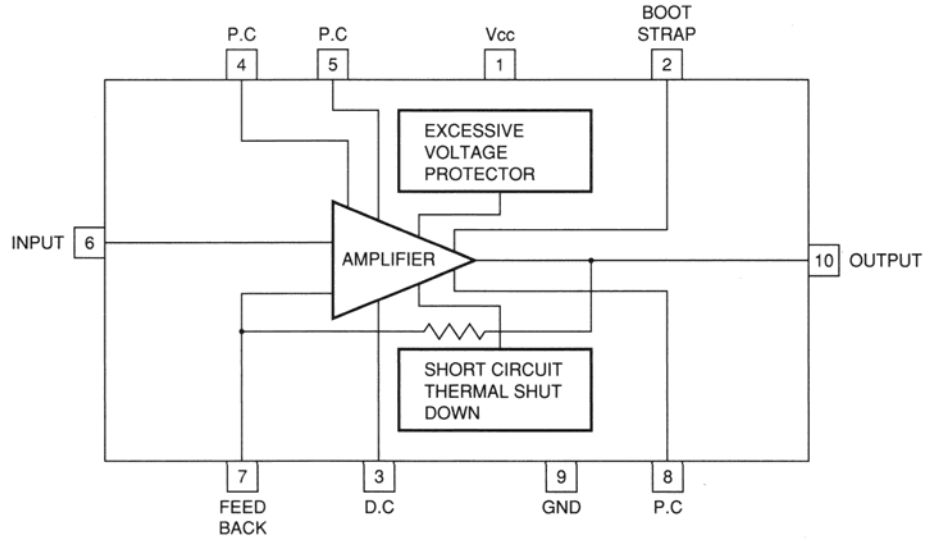 BOOT
STRAP
P.C
P.C
Vcc
4
5
1
2
EXCESSIVE
VOLTAGE
PROTECTOR
INPUT
6
AMPLIFIER
10
OUTPUT
SHORT CIRCUIT
THERMAL SHUT
DOWN
7
3
9
8
FEED
BACK
D.C
GND
P.C